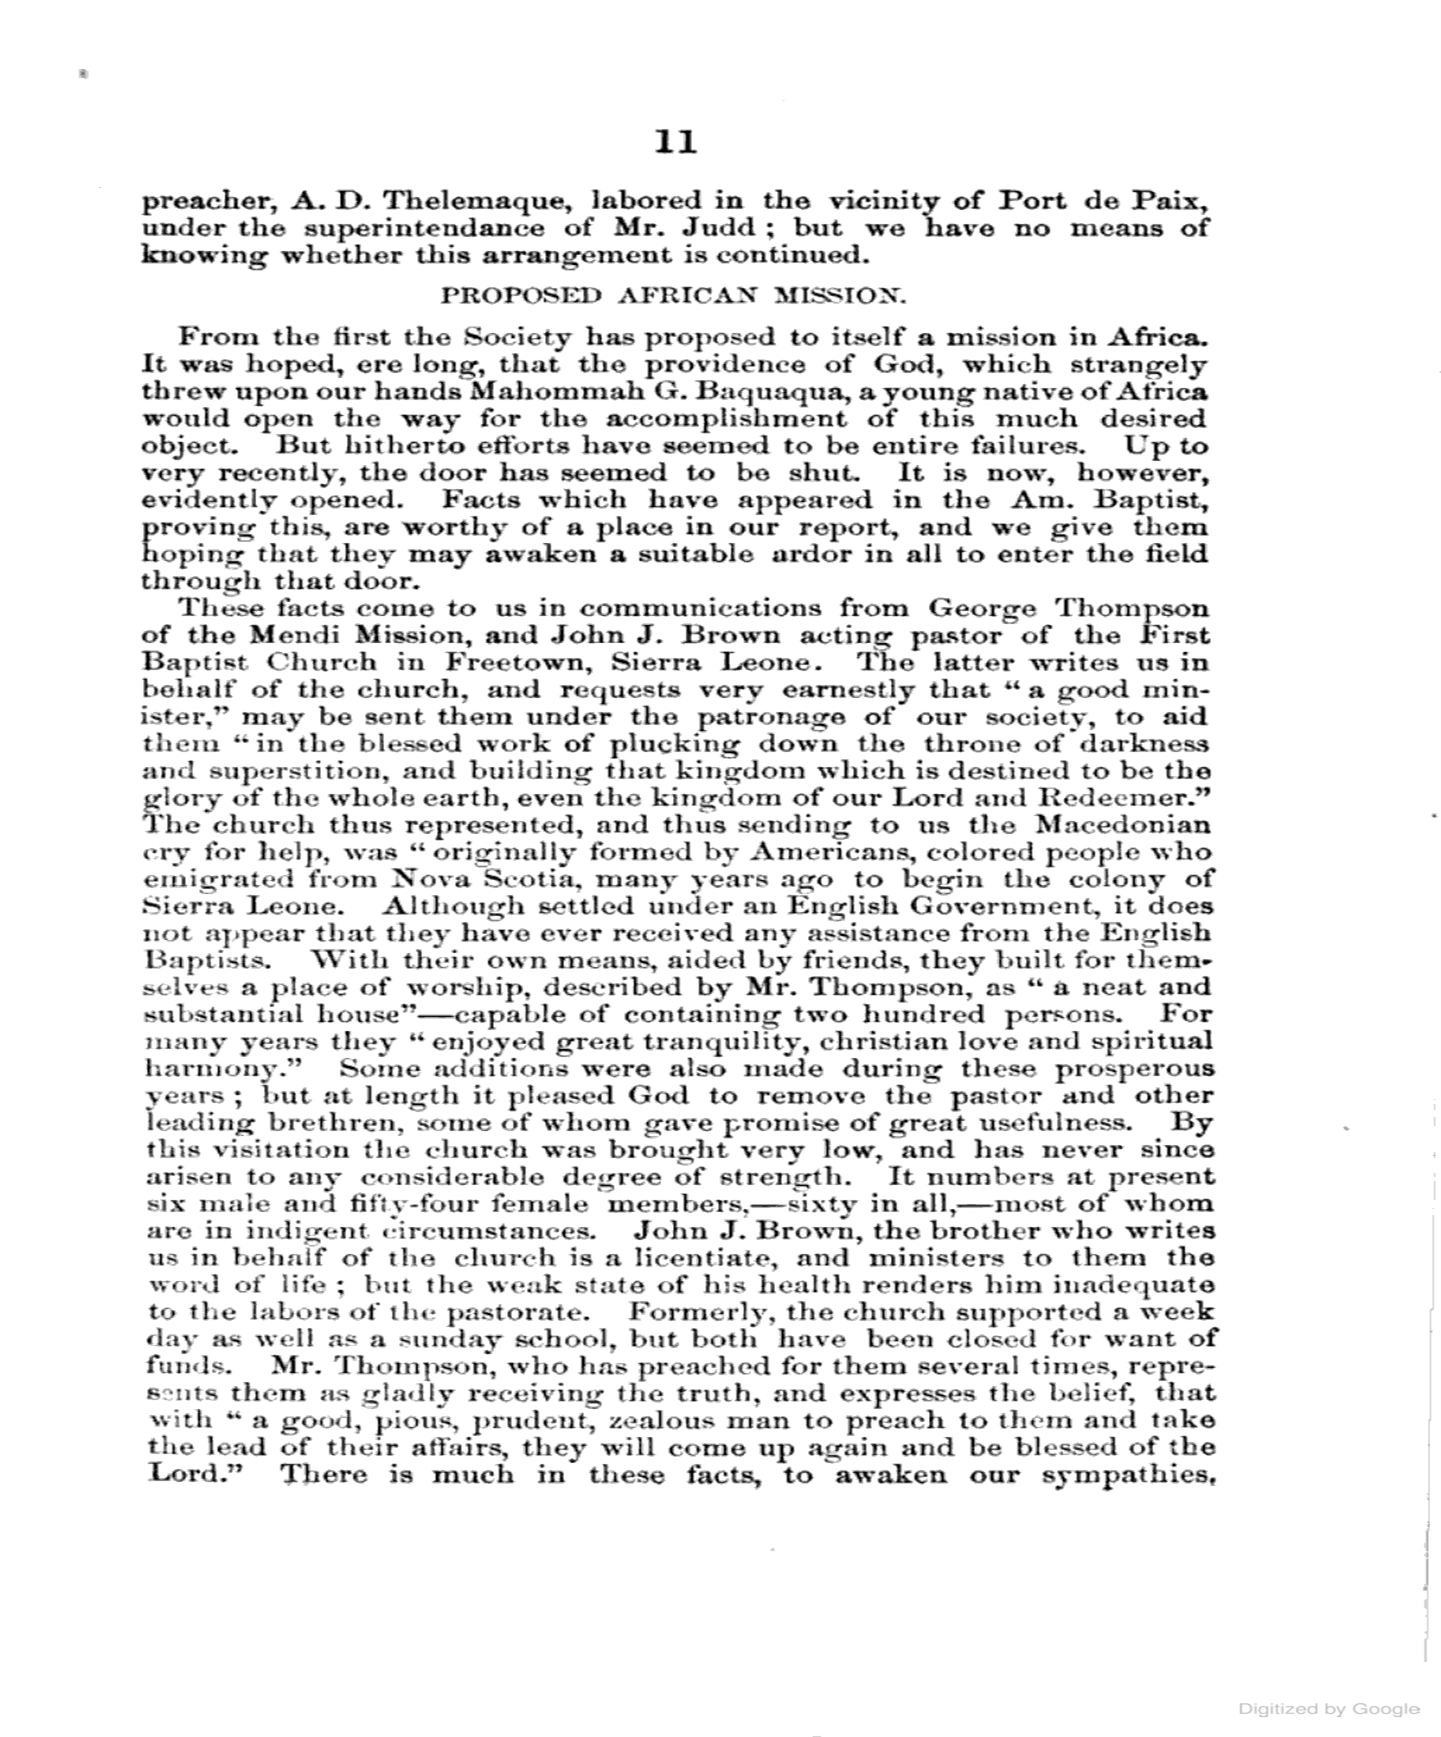 11
preacher, A. D. Thelemaque, labored in the vicinity of Port de Paix,
under the superintendance of Mr. Judd ; but we have no means of
knowing whether this arrangement is continued.
PROPOSED AFRICAN MISSION.
From the first the Society has proposed to itself a mission in Africa.
It was hoped, ere long, that the providence of God, which strangely
threw upon our hands Mahommah G. Baquaqua, a young native of Africa
would open the way for the accomplishment of this much desired
object. But hitherto efforts have seemed to be entire failures. Up to
very recently, the door has seemed to be shut. It is now, however,
evidently opened. Facts which have appeared in the Am. Baptist,
proving this, are worthy of a place in our report, and we give them
hoping that they may awaken a suitable ardor in all to enter the field
through that door.
These facts come to us in communications from George Thompson
of the Mendi Mission, and John J. Brown acting pastor of the First
Baptist Church in Freetown, Sierra Leone. The latter writes us in
behalf of the church, and requests very earnestly that “ a good min-
ister,” may be sent them under the patronage of our society, to aid
them “ in the blessed work of plucking down the throne of darkness
and superstition, and building that kingdom which is destined to be the
glory of the whole earth, even the kingdom of our Lord and Redeemer.”
The church thus represented, and thus sending to us the Macedonian
cry for help, was “ originally formed by Americans, colored people who
emigrated from Nova Scotia, many years ago to begin the colony of
Sierra Leone. Although settled under an English Government, it does
not appear that they have ever received any assistance from the English
Baptists. With their own means, aided by friends, they built for them-
selves a place of worship, described by Mr. Thompson, as “ a neat and
substantial house”—capable of containing two hundred persons. For
many years they “ enjoyed great tranquility, christian love and spiritual
harmony.” Some additions were also made during these prosperous
years ; but at length it pleased God to remove the pastor and other
leading brethren, some of whom gave promise of great usefulness. By
this visitation the church was brought very low, and has never since
arisen to any considerable degree of strength. It numbers at present
six male and fifty-four female members,—sixty in all,—most of whom
are in indigent circumstances. John J. Brown, the brother who writes
us in behalf of the church is a licentiate, and ministers to them the
word of life ; but the weak state of his health renders him inadequate
to the labors of the pastorate. Formerly, the church supported a week
day as well as a sunday school, but both have been closed for want of
funds. Mr. Thompson, who has preached for them several times, repre-
sents them as gladly receiving the truth, and expresses the belief, that
with “ a good, pious, prudent, zealous man to preach to them and take
the lead of their affairs, they will come up again and be blessed of the
Lord.” There is much in these facts, to awaken our sympathies,
Digitized by Google